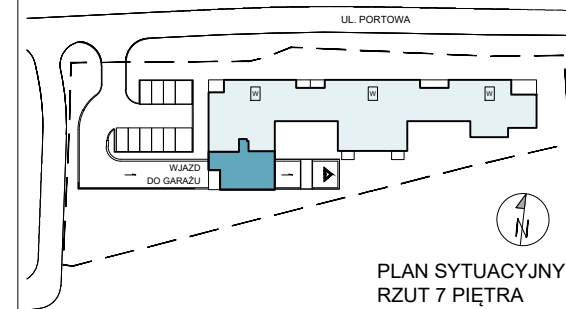 UL. PORTOWA
W
W
W
WJAZD
DO GARAŻU
N
PLAN SYTUACYJNY
RZUT 7 PIĘTRA